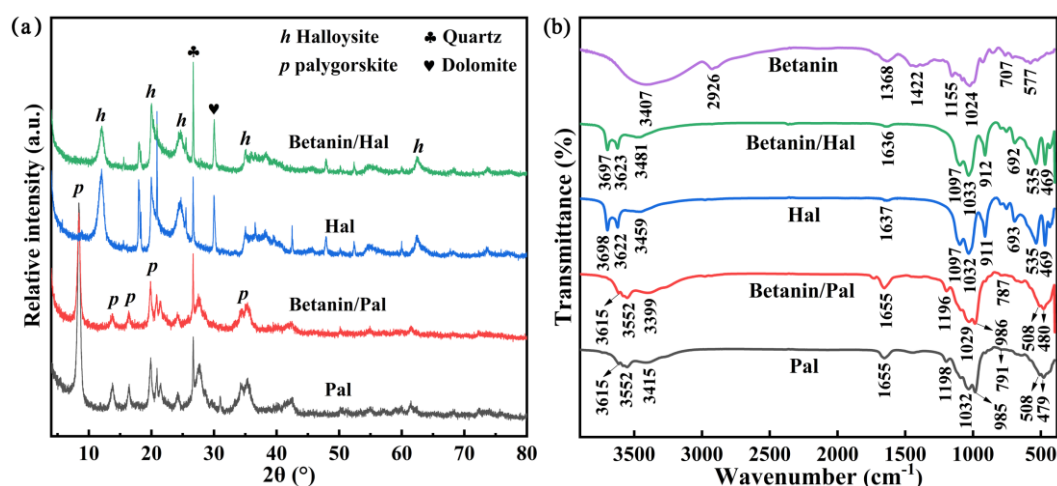 (a)
h Halloysite ♣ Quartz
p palygorskite ♥ Dolomite
♣
h
h
h
♥
h
h
Betanin/Hal
Hal
p
p
p
p
p
Betanin/Pal
Pal
Relative intensity (a.u.)
10 20 30 40 50 60 70 80
2θ (°)
(b)
Betanin
3407 2926 1368 1422 1155 1024 707 577
Betanin/Hal
3697 3623 3481 1636 1097 1033 912 692 535 469
Hal
3698 3622 3459 1637 1097 1032 911 693 535 469
Betanin/Pal
3615 3552 3399 1655 1196 1029 986 787 508 480
Pal
3615 3552 3415 1655 1198 1032 985 791 508 479
Transmittance (%)
3500 3000 2500 2000 1500 1000 500
Wavenumber (cm⁻¹)